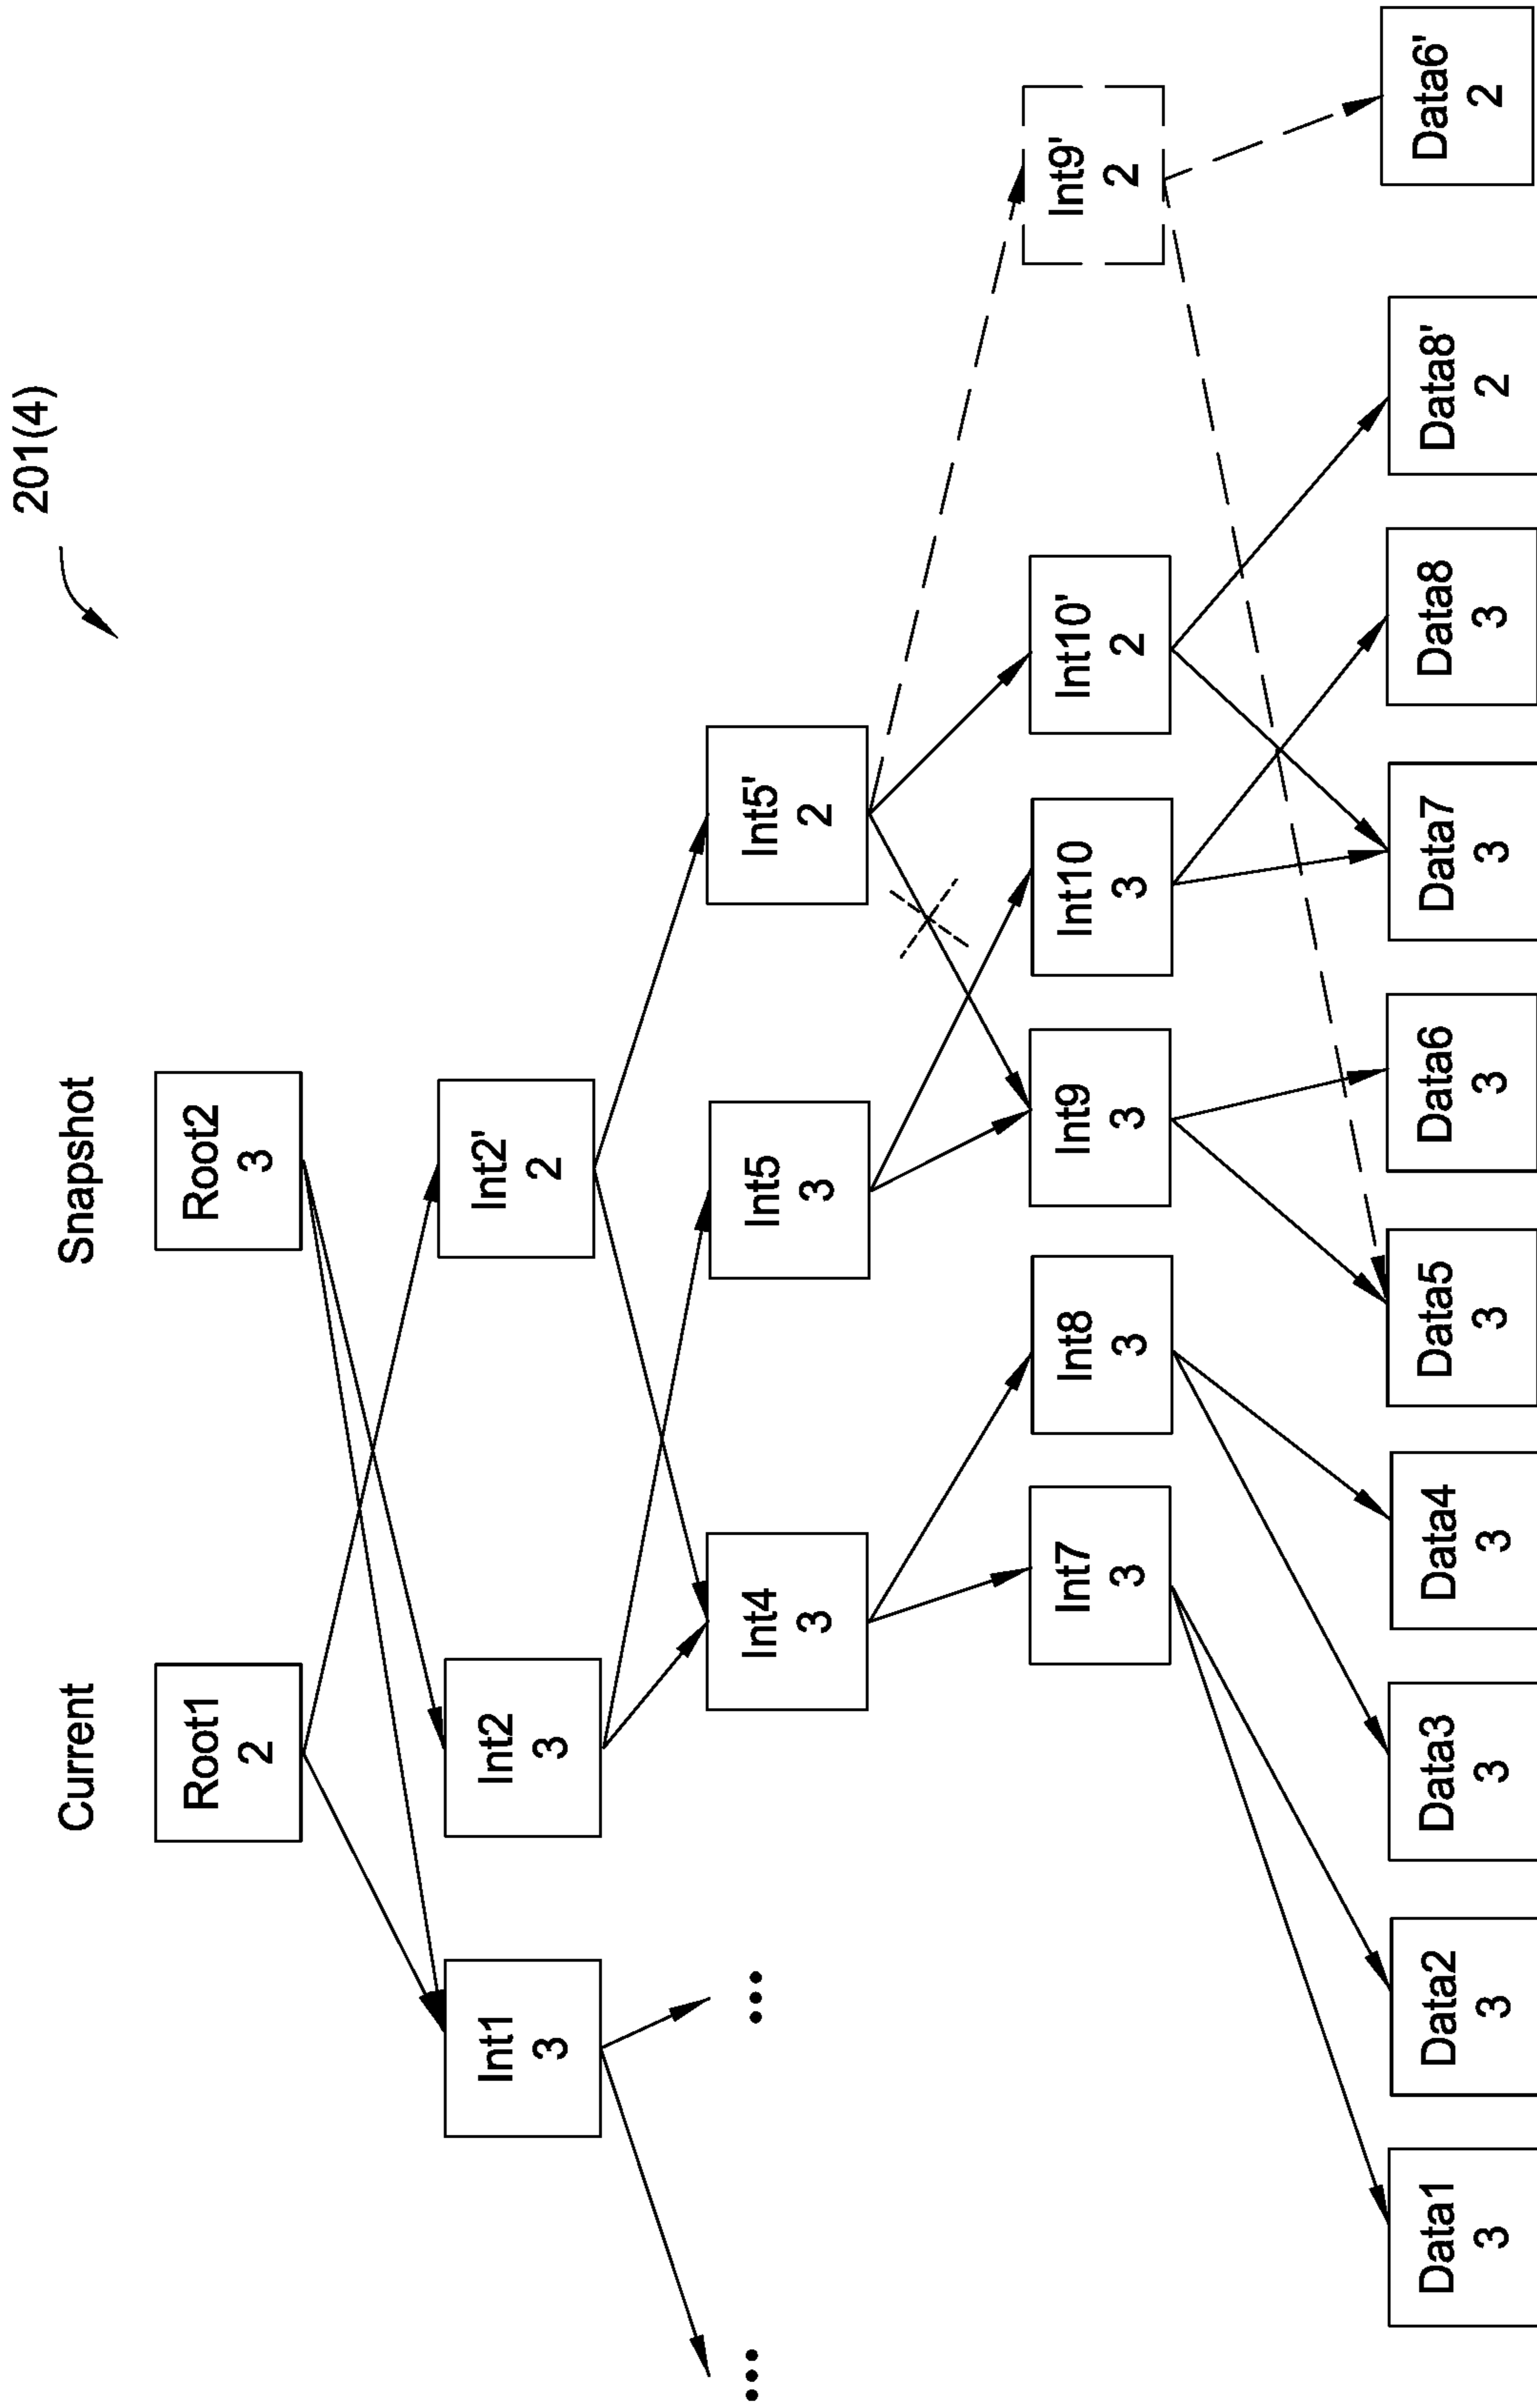 201(4)
Current
Snapshot
Root1
2
Root2
3
Int1
3
Int2
3
Int2'
2
Int4
3
Int5
3
Int5'
2
Int7
3
Int8
3
Int9
3
Int10
3
Int10'
2
Int9'
2
Data1
3
Data2
3
Data3
3
Data4
3
Data5
3
Data6
3
Data7
3
Data8
3
Data8'
2
Data6'
2